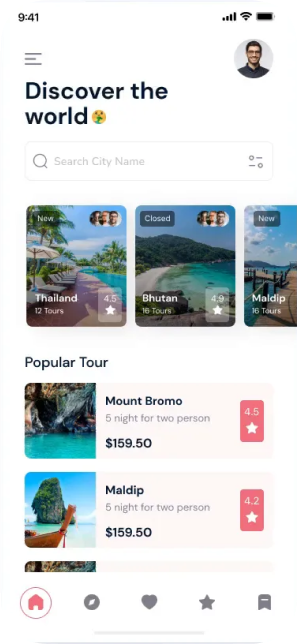 9:41
Discover the
world
Search City Name
New
Closed
New
Thailand
4.5
12 Tours
Bhutan
4.9
16 Tours
Maldip
16 Tours
Popular Tour
Mount Bromo
5 night for two person
$159.50
4.5
Maldip
5 night for two person
$159.50
4.2